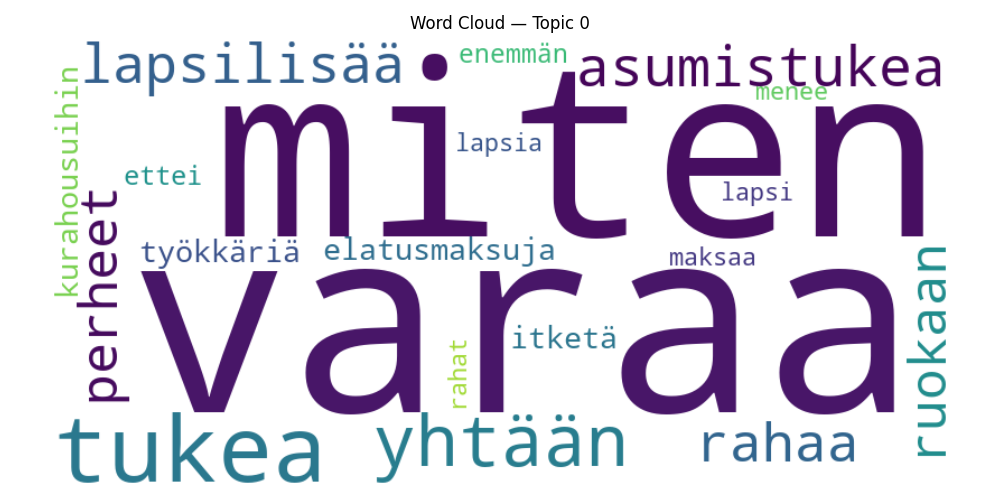 Word Cloud — Topic 0
lapsilisää
enemmän
asumistukea
menee
miten
kurahousuihin
lapsia
ettei
lapsi
perheet
työkkäriä
elatusmaksuja
maksaa
varaa
ruokaan
itketä
rahat
tukea
yhtään
rahaa